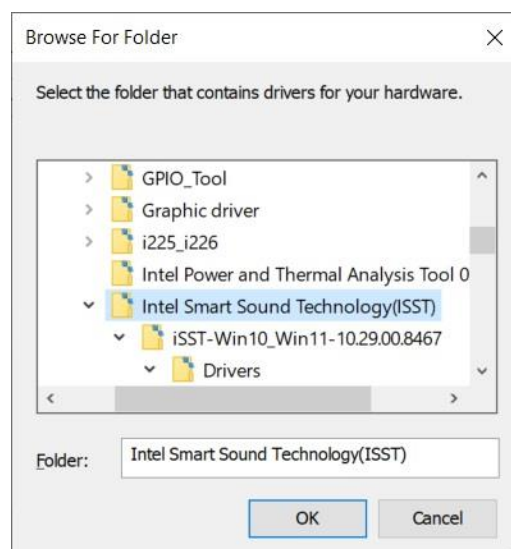 Browse For Folder
Select the folder that contains drivers for your hardware.
GPIO_Tool
Graphic driver
i225_i226
Intel Power and Thermal Analysis Tool 0
Intel Smart Sound Technology(ISST)
iSST-Win10_Win11-10.29.00.8467
Drivers
Folder: Intel Smart Sound Technology(ISST)
OK Cancel